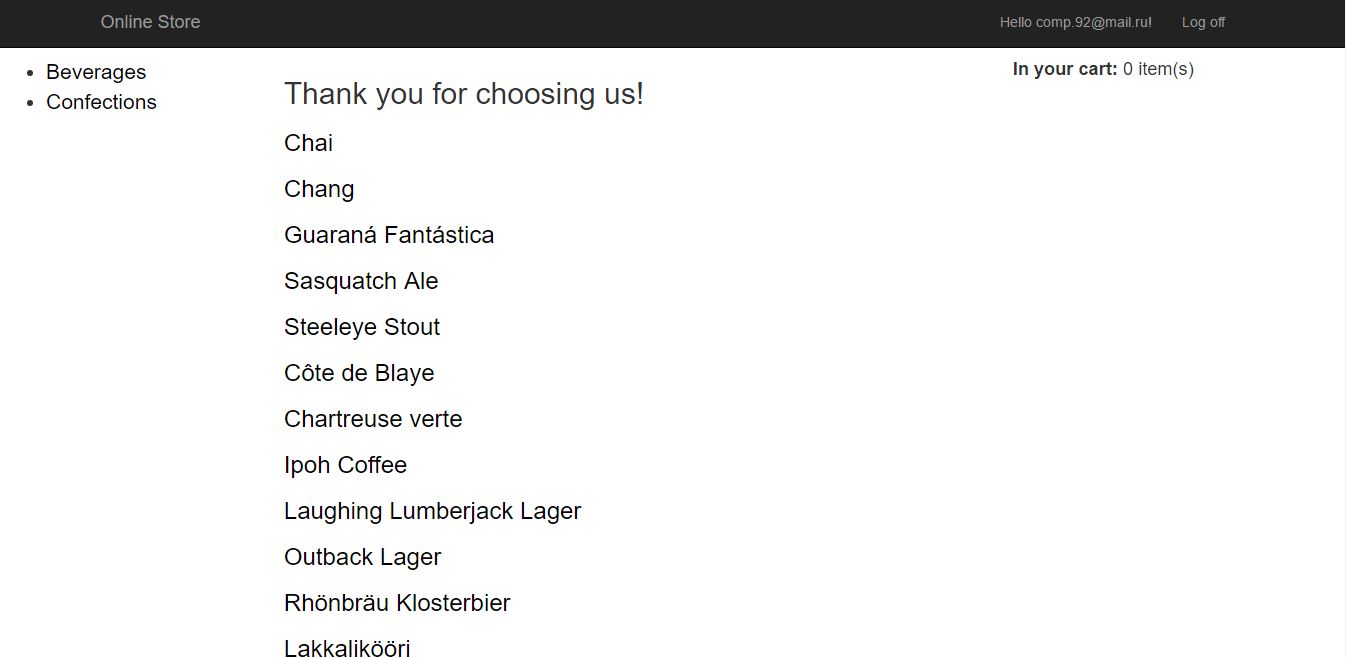 Online Store
Hello comp.92@mail.ru!
Log off
Beverages
Confections
In your cart: 0 item(s)
Thank you for choosing us!
Chai
Chang
Guaraná Fantástica
Sasquatch Ale
Steeleye Stout
Côte de Blaye
Chartreuse verte
Ipoh Coffee
Laughing Lumberjack Lager
Outback Lager
Rhönbräu Klosterbier
Lakkalikööri